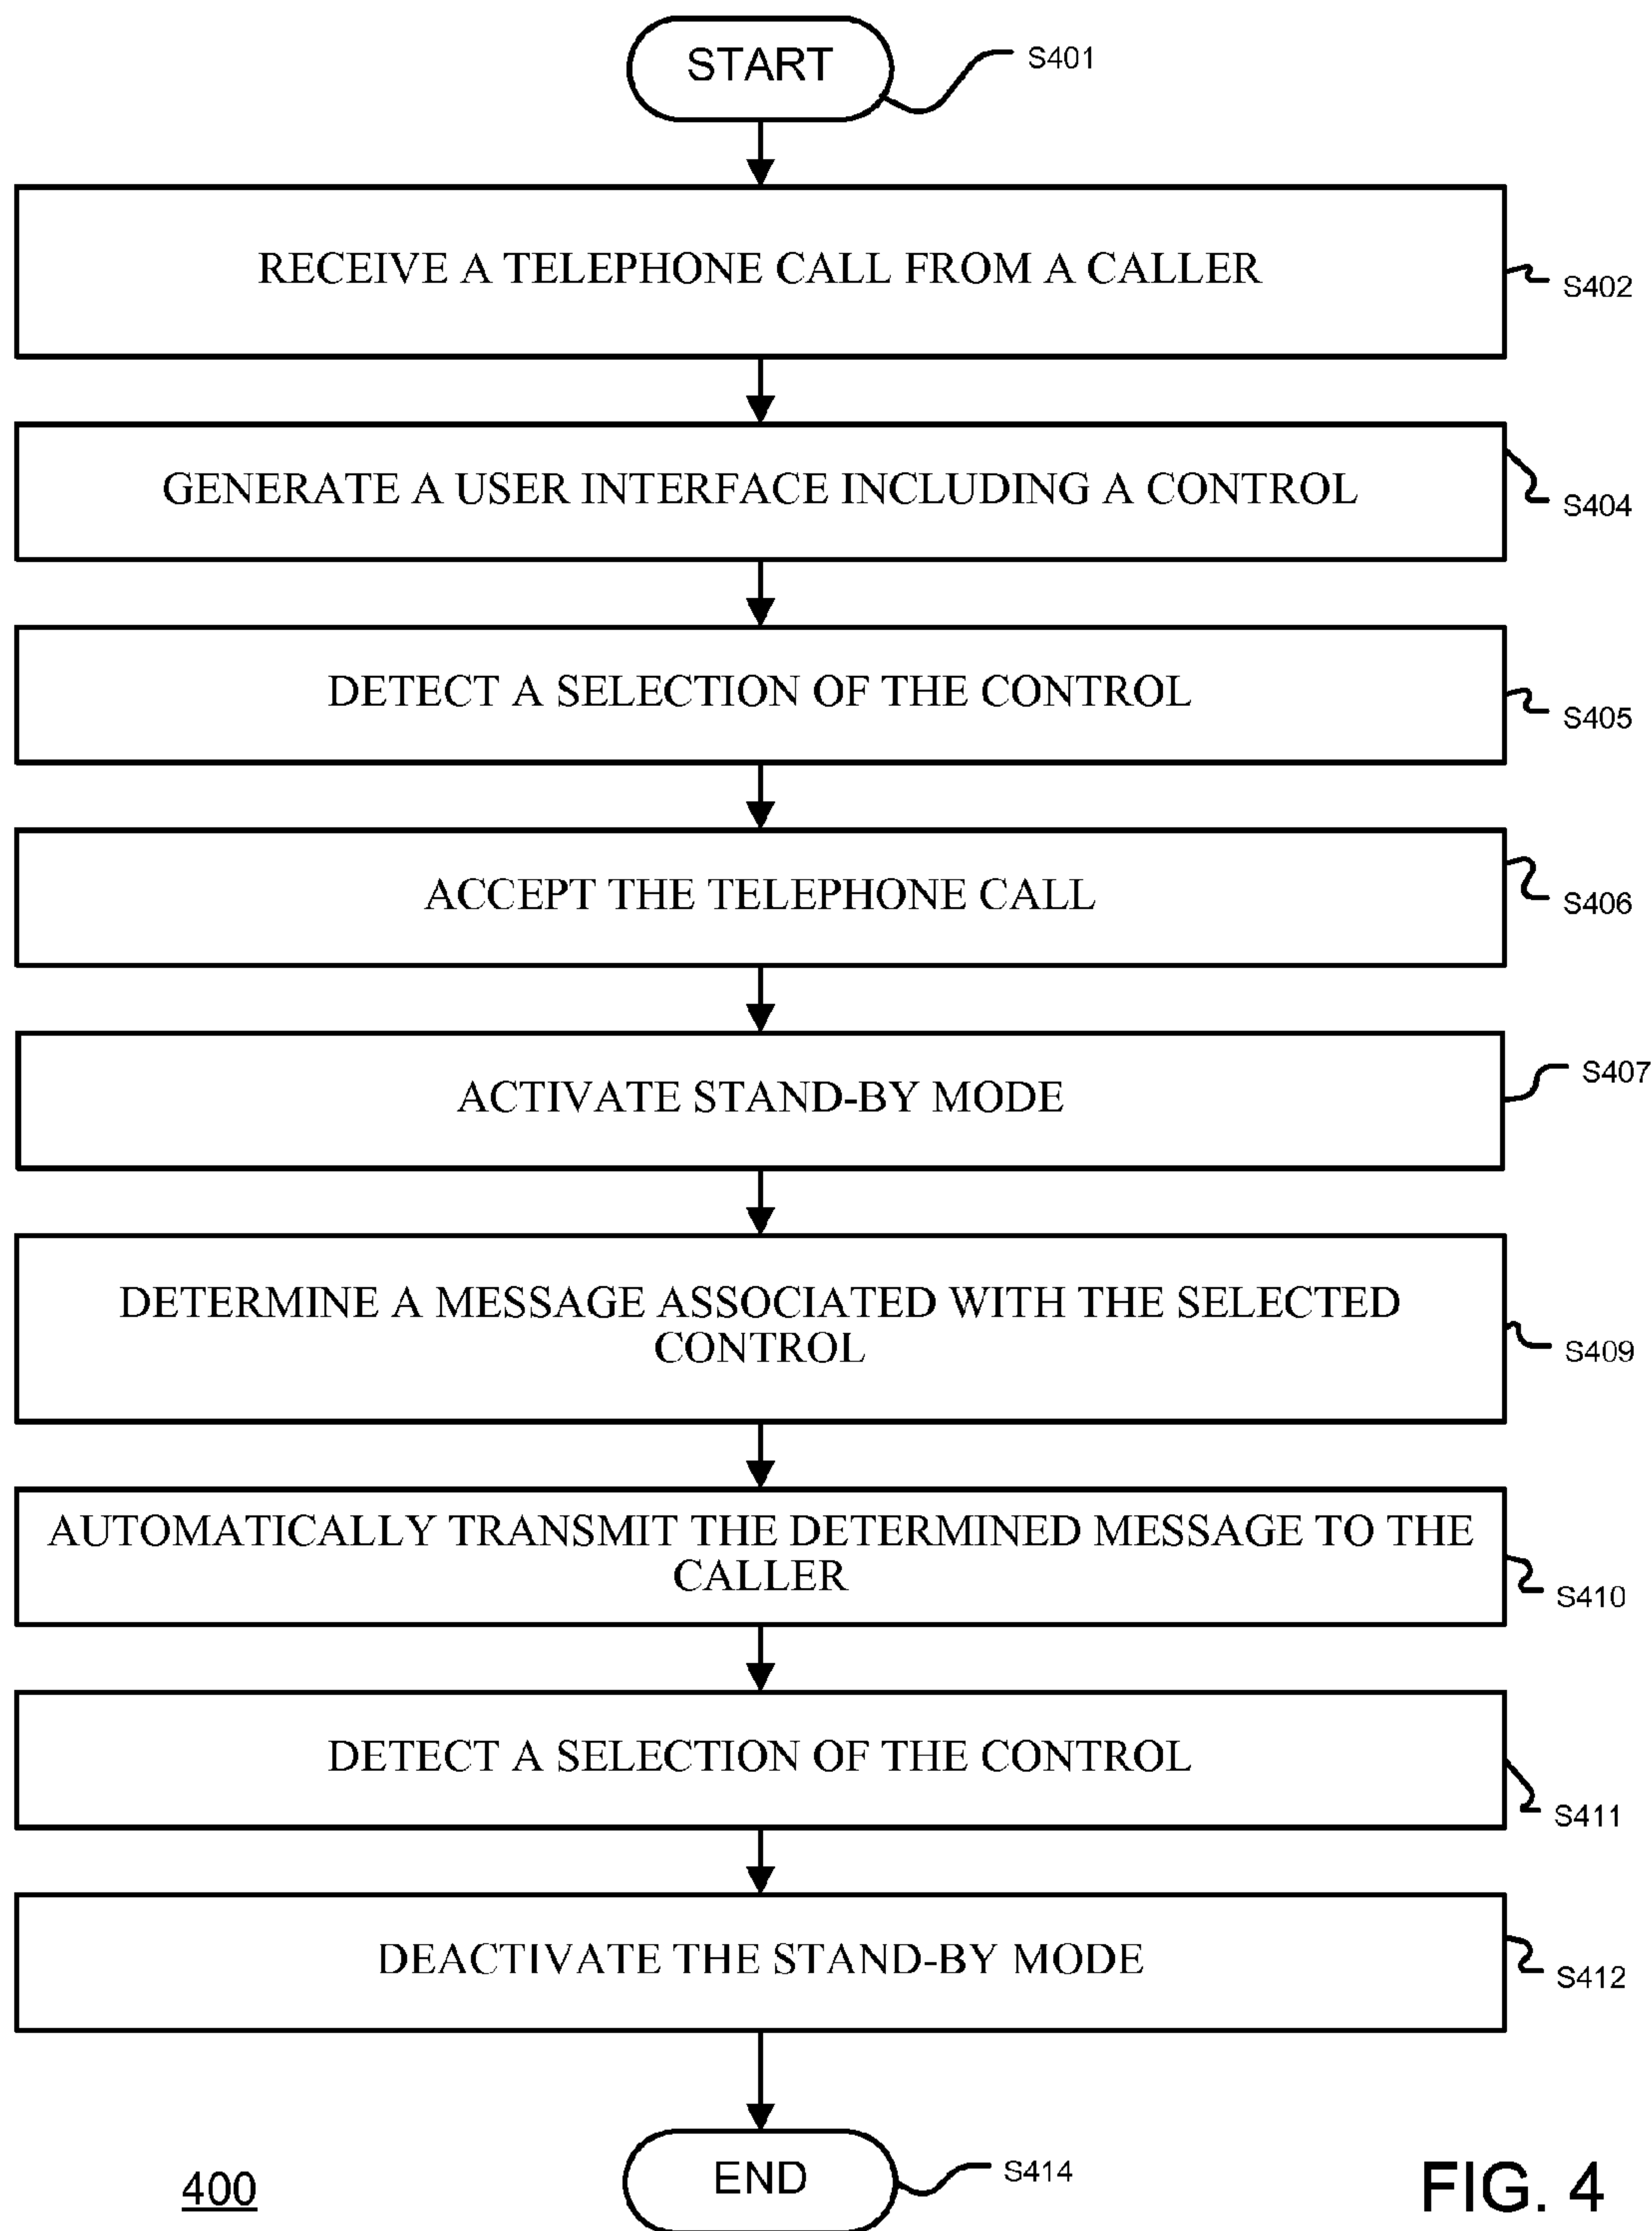 START
S401
RECEIVE A TELEPHONE CALL FROM A CALLER
S402
GENERATE A USER INTERFACE INCLUDING A CONTROL
S404
DETECT A SELECTION OF THE CONTROL
S405
ACCEPT THE TELEPHONE CALL
S406
ACTIVATE STAND-BY MODE
S407
DETERMINE A MESSAGE ASSOCIATED WITH THE SELECTED
CONTROL
S409
AUTOMATICALLY TRANSMIT THE DETERMINED MESSAGE TO THE
CALLER
S410
DETECT A SELECTION OF THE CONTROL
S411
DEACTIVATE THE STAND-BY MODE
S412
END
S414
400
FIG. 4